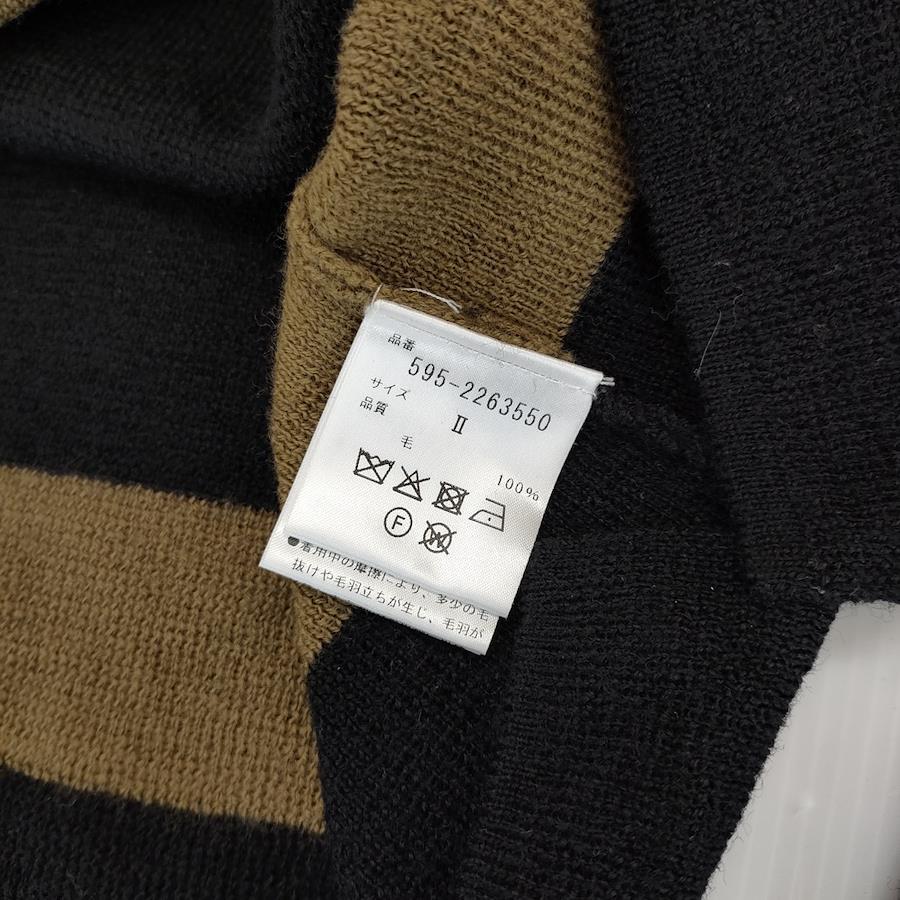 品番
595-2263550
サイズ
Ⅱ
品質
毛
100%
F
W
●着用中の摩擦により、多少の毛
抜けや毛羽立ちが生じ、毛羽が